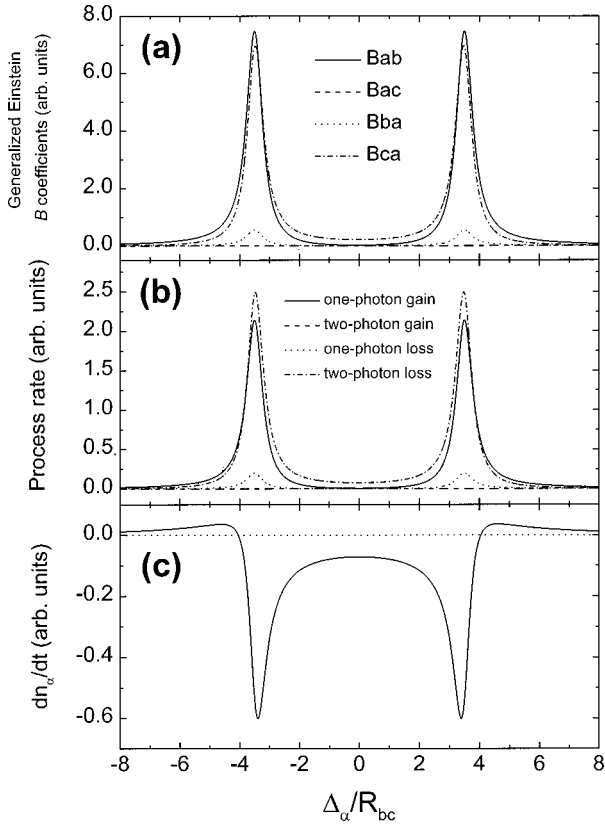 Generalized Einstein
B coefficients (arb. units)
8.0
6.0
4.0
2.0
0.0
(a)
Bab
Bac
Bba
Bca
Process rate (arb. units)
2.5
2.0
1.5
1.0
0.5
0.0
(b)
one-photon gain
two-photon gain
one-photon loss
two-photon loss
dnα/dt (arb. units)
0.0
-0.2
-0.4
-0.6
(c)
-8 -6 -4 -2 0 2 4 6 8
Δα/Rbc